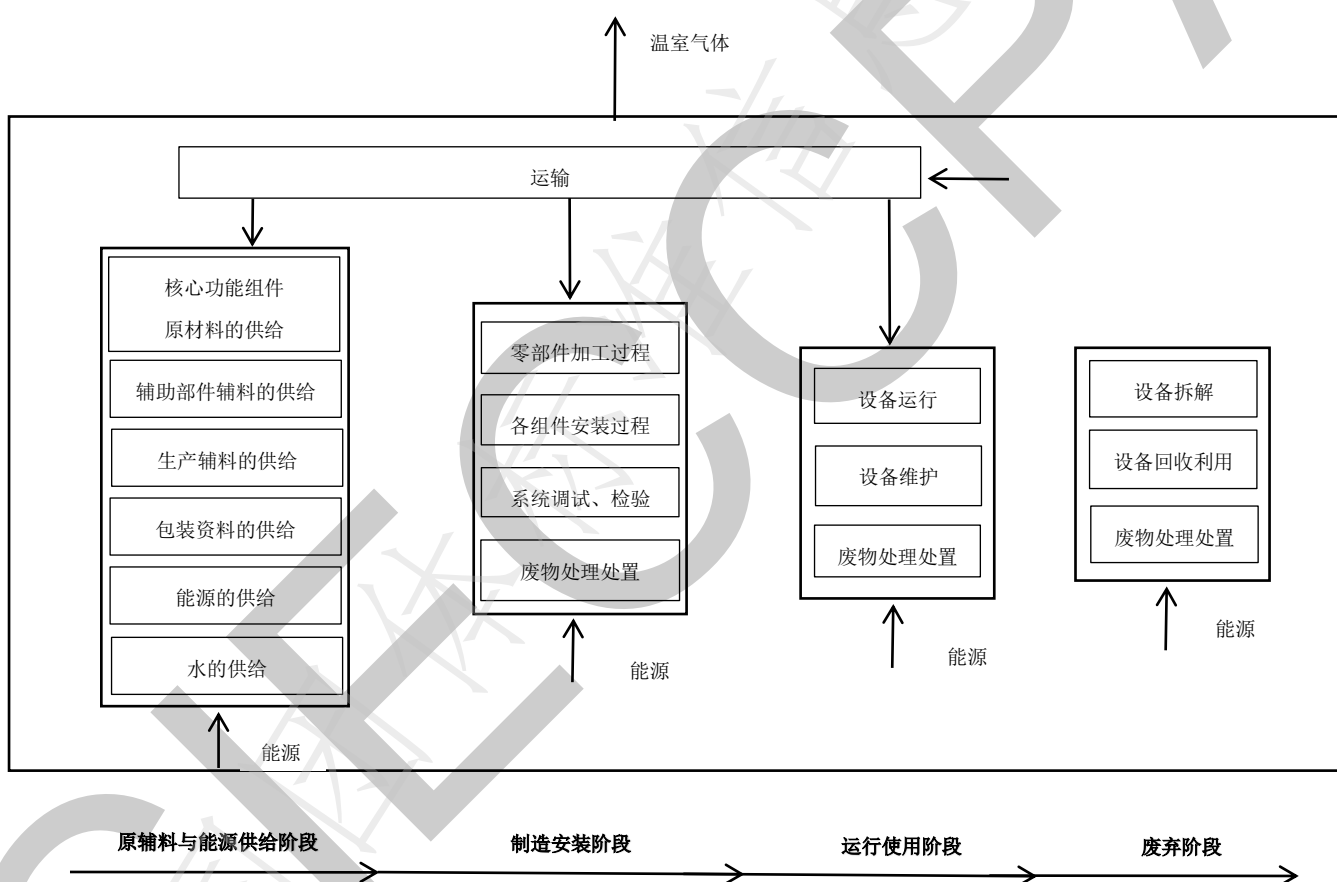 温室气体
运输
核心功能组件
原材料的供给
辅助部件辅料的供给
生产辅料的供给
包装资料的供给
能源的供给
水的供给
能源
零部件加工过程
各组件安装过程
系统调试、检验
废物处理处置
能源
设备运行
设备维护
废物处理处置
能源
设备拆解
设备回收利用
废物处理处置
能源
原辅料与能源供给阶段
制造安装阶段
运行使用阶段
废弃阶段